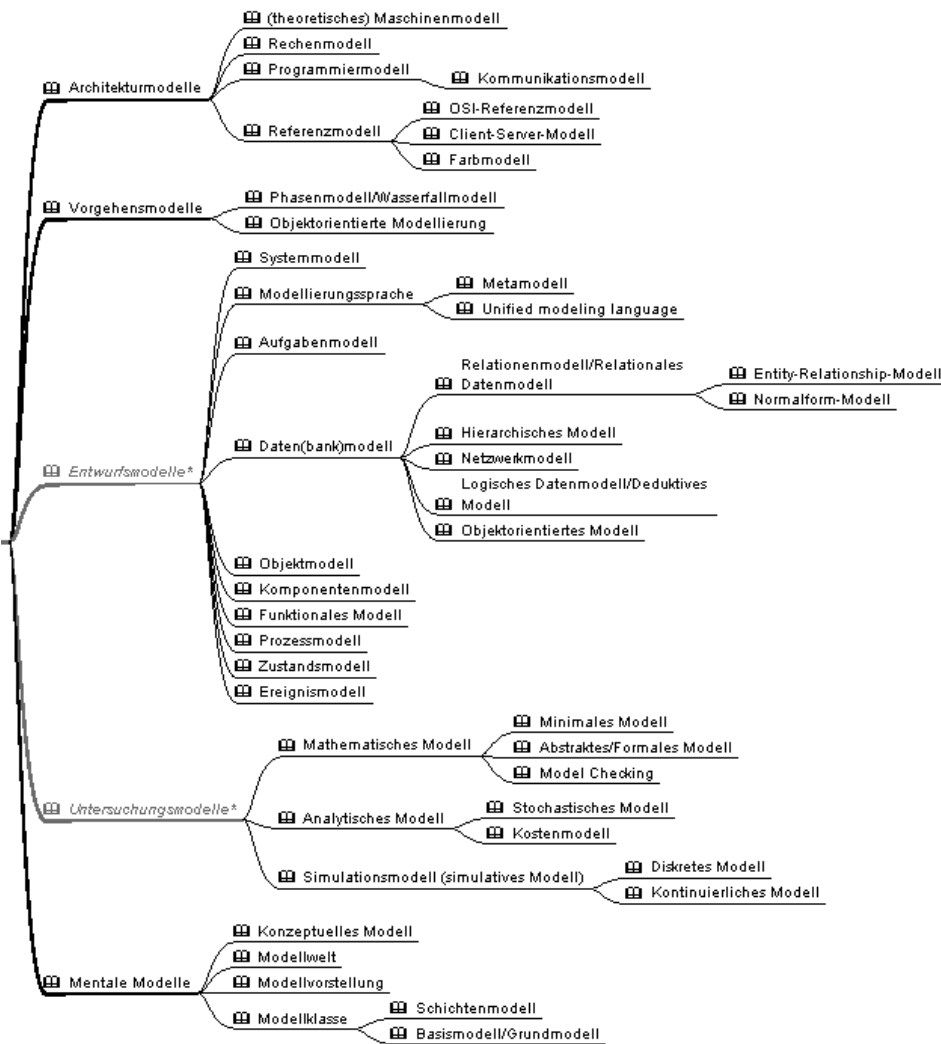 (theoretisches) Maschinenmodell
Rechenmodell
Programmiermodell
Kommunikationsmodell
Architekturmodelle
OSI-Referenzmodell
Referenzmodell
Client-Server-Modell
Farbmodell
Phasenmodell/Wasserfallmodell
Vorgehensmodelle
Objektorientierte Modellierung
Systemmodell
Metamodell
Modellierungssprache
Unified modeling language
Aufgabenmodell
Relationenmodell/Relationales
Datenmodell
Entity-Relationship-Modell
Normalform-Modell
Daten(bank)modell
Hierarchisches Modell
Netzwerkmodell
Entwurfsmodelle*
Logisches Datenmodell/Deduktives
Modell
Objektorientiertes Modell
Objektmodell
Komponentenmodell
Funktionales Modell
Prozessmodell
Zustandsmodell
Ereignismodell
Minimales Modell
Mathematisches Modell
Abstraktes/Formales Modell
Model Checking
Untersuchungsmodelle*
Stochastisches Modell
Analytisches Modell
Kostenmodell
Diskretes Modell
Simulationsmodell (simulatives Modell)
Kontinuierliches Modell
Konzeptuelles Modell
Modellwelt
Mentale Modelle
Modellvorstellung
Schichtenmodell
Modellklasse
Basismodell/Grundmodell